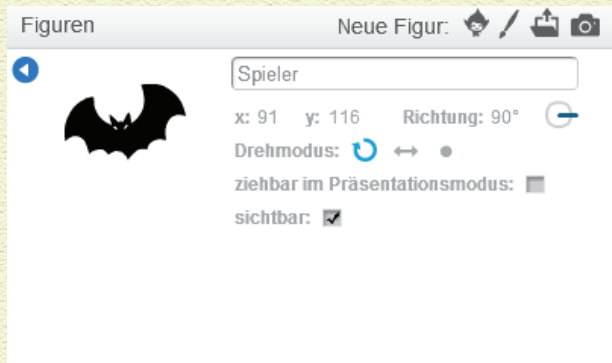 Figuren Neue Figur:
Spieler
x: 91 y: 116 Richtung: 90°
Drehmodus:
ziehbar im Präsentationsmodus:
sichtbar: